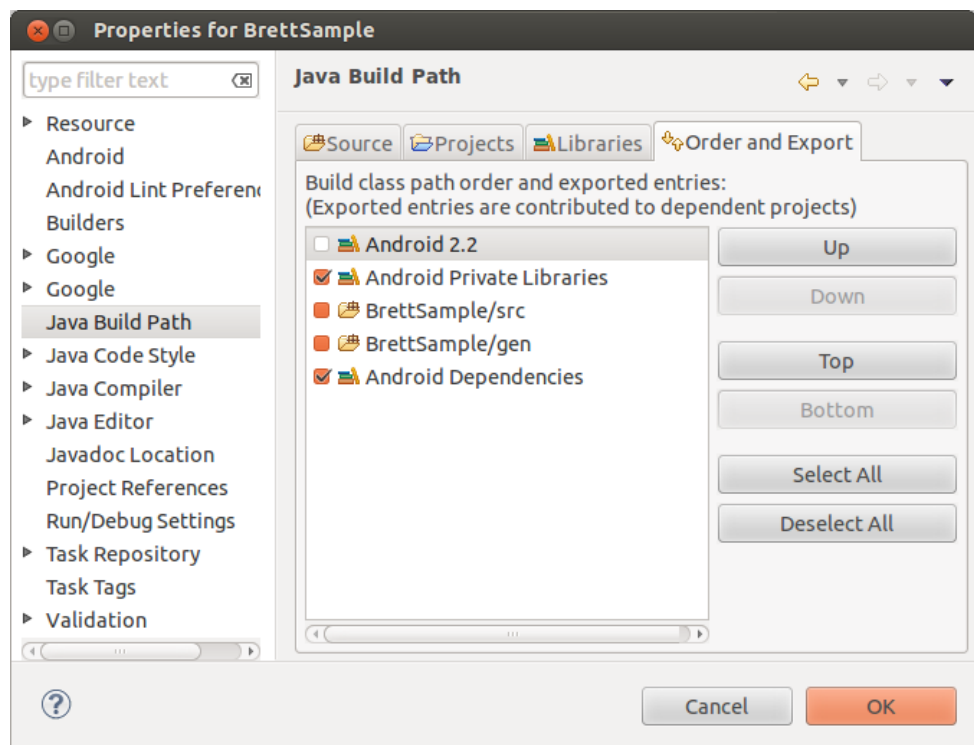 Properties for BrettSample
type filter text
Resource
Android
Android Lint Preferen
Builders
Google
Google
Java Build Path
Java Code Style
Java Compiler
Java Editor
Javadoc Location
Project References
Run/Debug Settings
Task Repository
Task Tags
Validation
Java Build Path
Source Projects Libraries Order and Export
Build class path order and exported entries:
(Exported entries are contributed to dependent projects)
Android 2.2
Android Private Libraries
BrettSample/src
BrettSample/gen
Android Dependencies
Up
Down
Top
Bottom
Select All
Deselect All
?
Cancel
OK